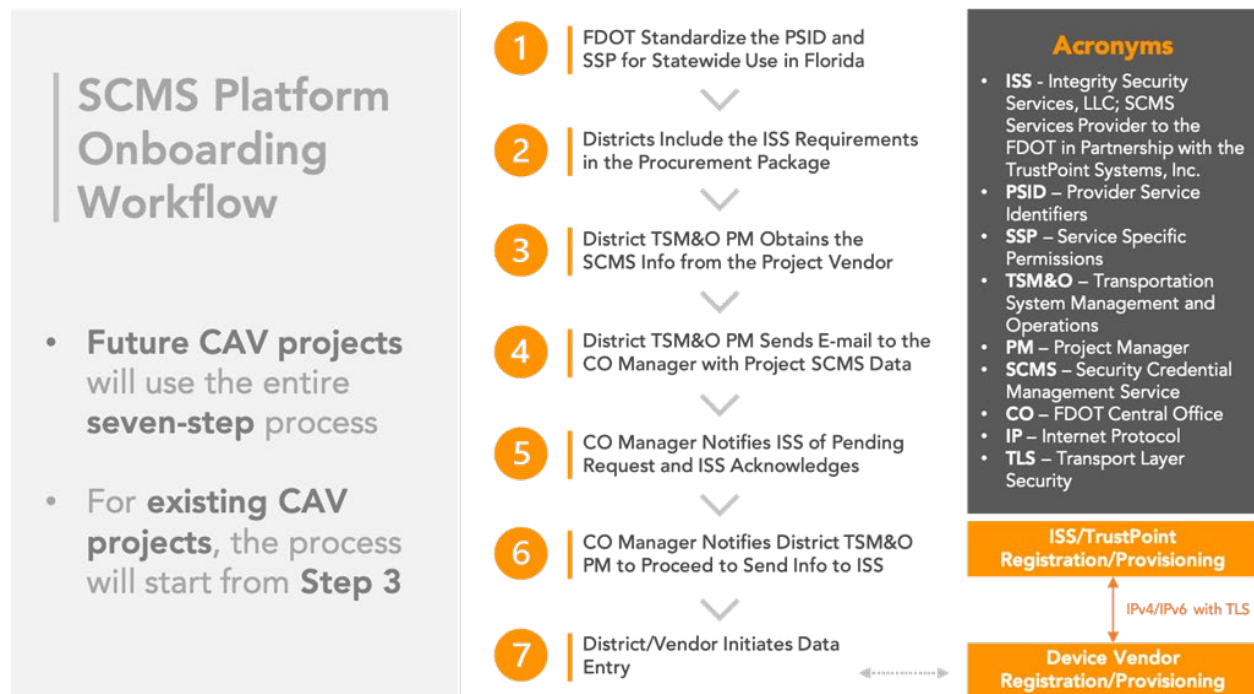 SCMS Platform
Onboarding
Workflow
• Future CAV projects
will use the entire
seven-step process
• For existing CAV
projects, the process
will start from Step 3
1
FDOT Standardize the PSID and
SSP for Statewide Use in Florida
2
Districts Include the ISS Requirements
in the Procurement Package
3
District TSM&O PM Obtains the
SCMS Info from the Project Vendor
4
District TSM&O PM Sends E-mail to the
CO Manager with Project SCMS Data
5
CO Manager Notifies ISS of Pending
Request and ISS Acknowledges
6
CO Manager Notifies District TSM&O
PM to Proceed to Send Info to ISS
7
District/Vendor Initiates Data
Entry
Acronyms
• ISS - Integrity Security
Services, LLC; SCMS
Services Provider to the
FDOT in Partnership with the
TrustPoint Systems, Inc.
• PSID – Provider Service
Identifiers
• SSP – Service Specific
Permissions
• TSM&O – Transportation
System Management and
Operations
• PM – Project Manager
• SCMS – Security Credential
Management Service
• CO – FDOT Central Office
• IP – Internet Protocol
• TLS – Transport Layer
Security
ISS/TrustPoint
Registration/Provisioning
IPv4/IPv6 with TLS
Device Vendor
Registration/Provisioning